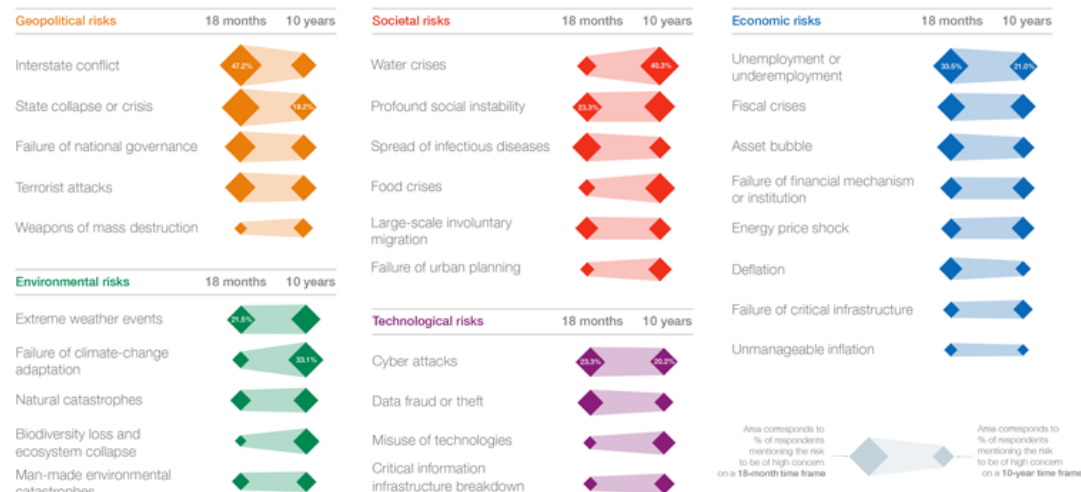 Geopolitical risks 18 months 10 years
Interstate conflict 47.2%
State collapse or crisis 18.2%
Failure of national governance
Terrorist attacks
Weapons of mass destruction
Environmental risks 18 months 10 years
Extreme weather events 21.5%
Failure of climate-change 33.1%
adaptation
Natural catastrophes
Biodiversity loss and
ecosystem collapse
Man-made environmental
catastrophes
Societal risks 18 months 10 years
Water crises 40.3%
Profound social instability 23.3%
Spread of infectious diseases
Food crises
Large-scale involuntary
migration
Failure of urban planning
Technological risks 18 months 10 years
Cyber attacks 23.3% 20.2%
Data fraud or theft
Misuse of technologies
Critical information
infrastructure breakdown
Economic risks 18 months 10 years
Unemployment or 33.5% 21.0%
underemployment
Fiscal crises
Asset bubble
Failure of financial mechanism
or institution
Energy price shock
Deflation
Failure of critical infrastructure
Unmanageable inflation
Area corresponds to
% of respondents
mentioning the risk
to be of high concern
on a 18-month time frame
Area corresponds to
% of respondents
mentioning the risk
to be of high concern
on a 10-year time frame